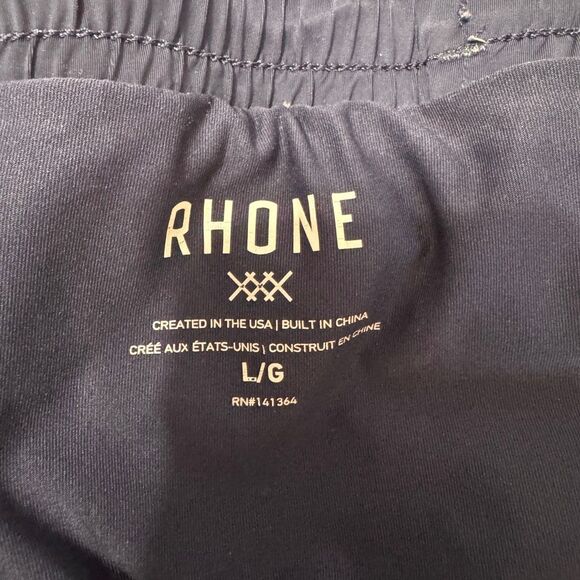 RHONE
CREATED IN THE USA | BUILT IN CHINA
CRÉÉ AUX ÉTATS-UNIS | CONSTRUIT EN CHINE
L/G
RN#141364